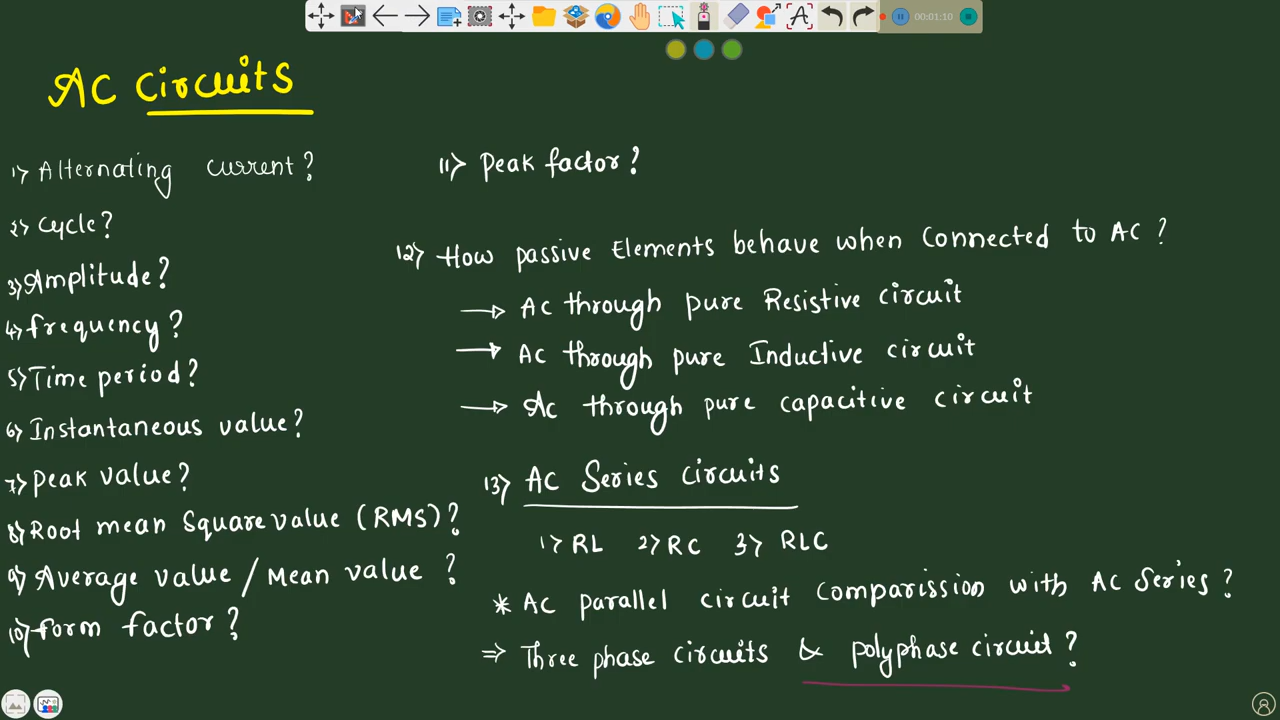 00:01:10
AC Circuits
1) Alternating current?
2) Cycle?
3) Amplitude?
4) frequency?
5) Time period?
6) Instantaneous value?
7) Peak value?
8) Root mean Square value (RMS)?
9) Average value / Mean value ?
10) form factor?
11) Peak factor?
12) How passive Elements behave when Connected to AC ?
→ AC through pure Resistive circuit
→ AC through pure Inductive circuit
→ AC through pure capacitive circuit
13) AC Series Circuits
1) RL 2) RC 3) RLC
* AC parallel circuit comparission with AC Series?
⇒ Three phase circuits & polyphase circuit?